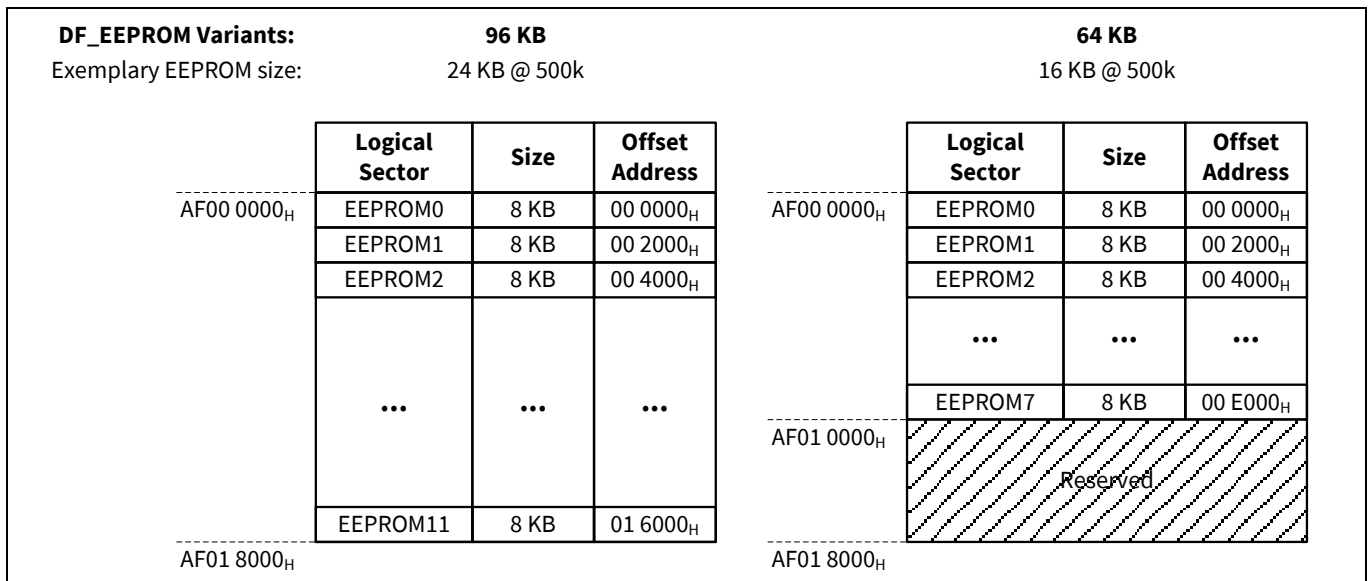 DF_EEPROM Variants: 96 KB 64 KB
Exemplary EEPROM size: 24 KB @ 500k 16 KB @ 500k
Logical Sector Size Offset Address Logical Sector Size Offset Address
AF00 0000H EEPROM0 8 KB 00 0000H AF00 0000H EEPROM0 8 KB 00 0000H
EEPROM1 8 KB 00 2000H EEPROM1 8 KB 00 2000H
EEPROM2 8 KB 00 4000H EEPROM2 8 KB 00 4000H
... ... ...
... ... ... EEPROM7 8 KB 00 E000H
AF01 0000H
Reserved
EEPROM11 8 KB 01 6000H
AF01 8000H AF01 8000H